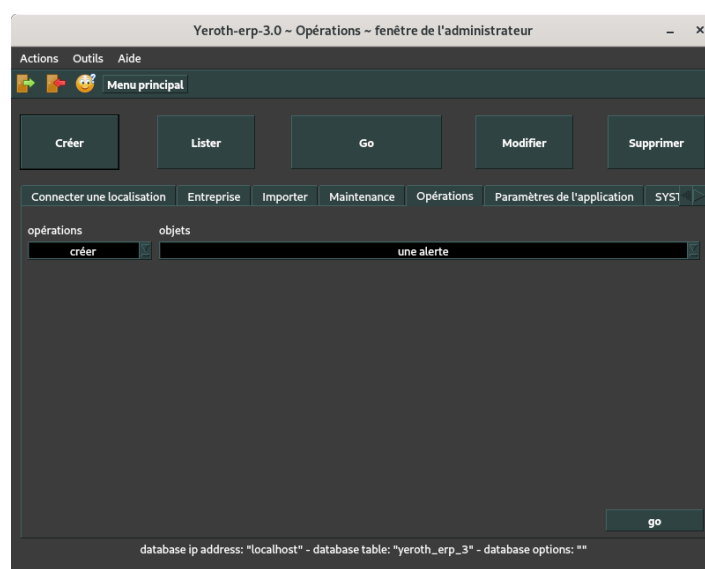 Yeroth-erp-3.0 ~ Opérations ~ fenêtre de l'administrateur
Actions Outils Aide
Menu principal
Créer Lister Go Modifier Supprimer
Connecter une localisation Entreprise Importer Maintenance Opérations Paramètres de l'application SYST
opérations objets
créer une alerte
go
database ip address: "localhost" - database table: "yeroth_erp_3" - database options: ""